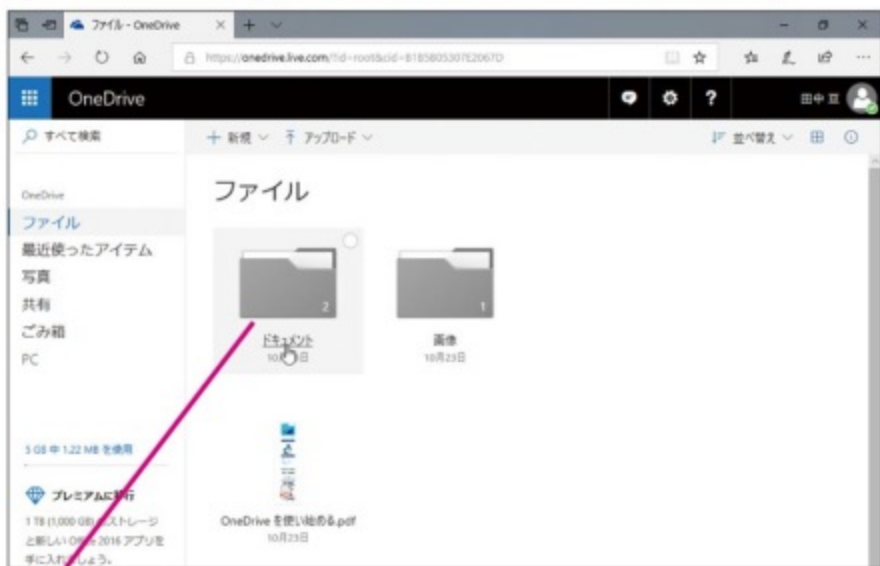 ファイル - OneDrive
https://onedrive.live.com/?id=root&cid=
OneDrive
?
田中 亘
すべて検索
+ 新規
アップロード
並べ替え
OneDrive
ファイル
最近使ったアイテム
写真
共有
ごみ箱
PC
ファイル
2
ドキュメント
1
画像
10月23日
OneDrive を使い始める.pdf
10月23日
5 GB 中 1.22 MB を使用
プレミアムに移行
1 TB (1,000 GB) のストレージ
と新しい Office 2016 アプリを
手に入れましょう。